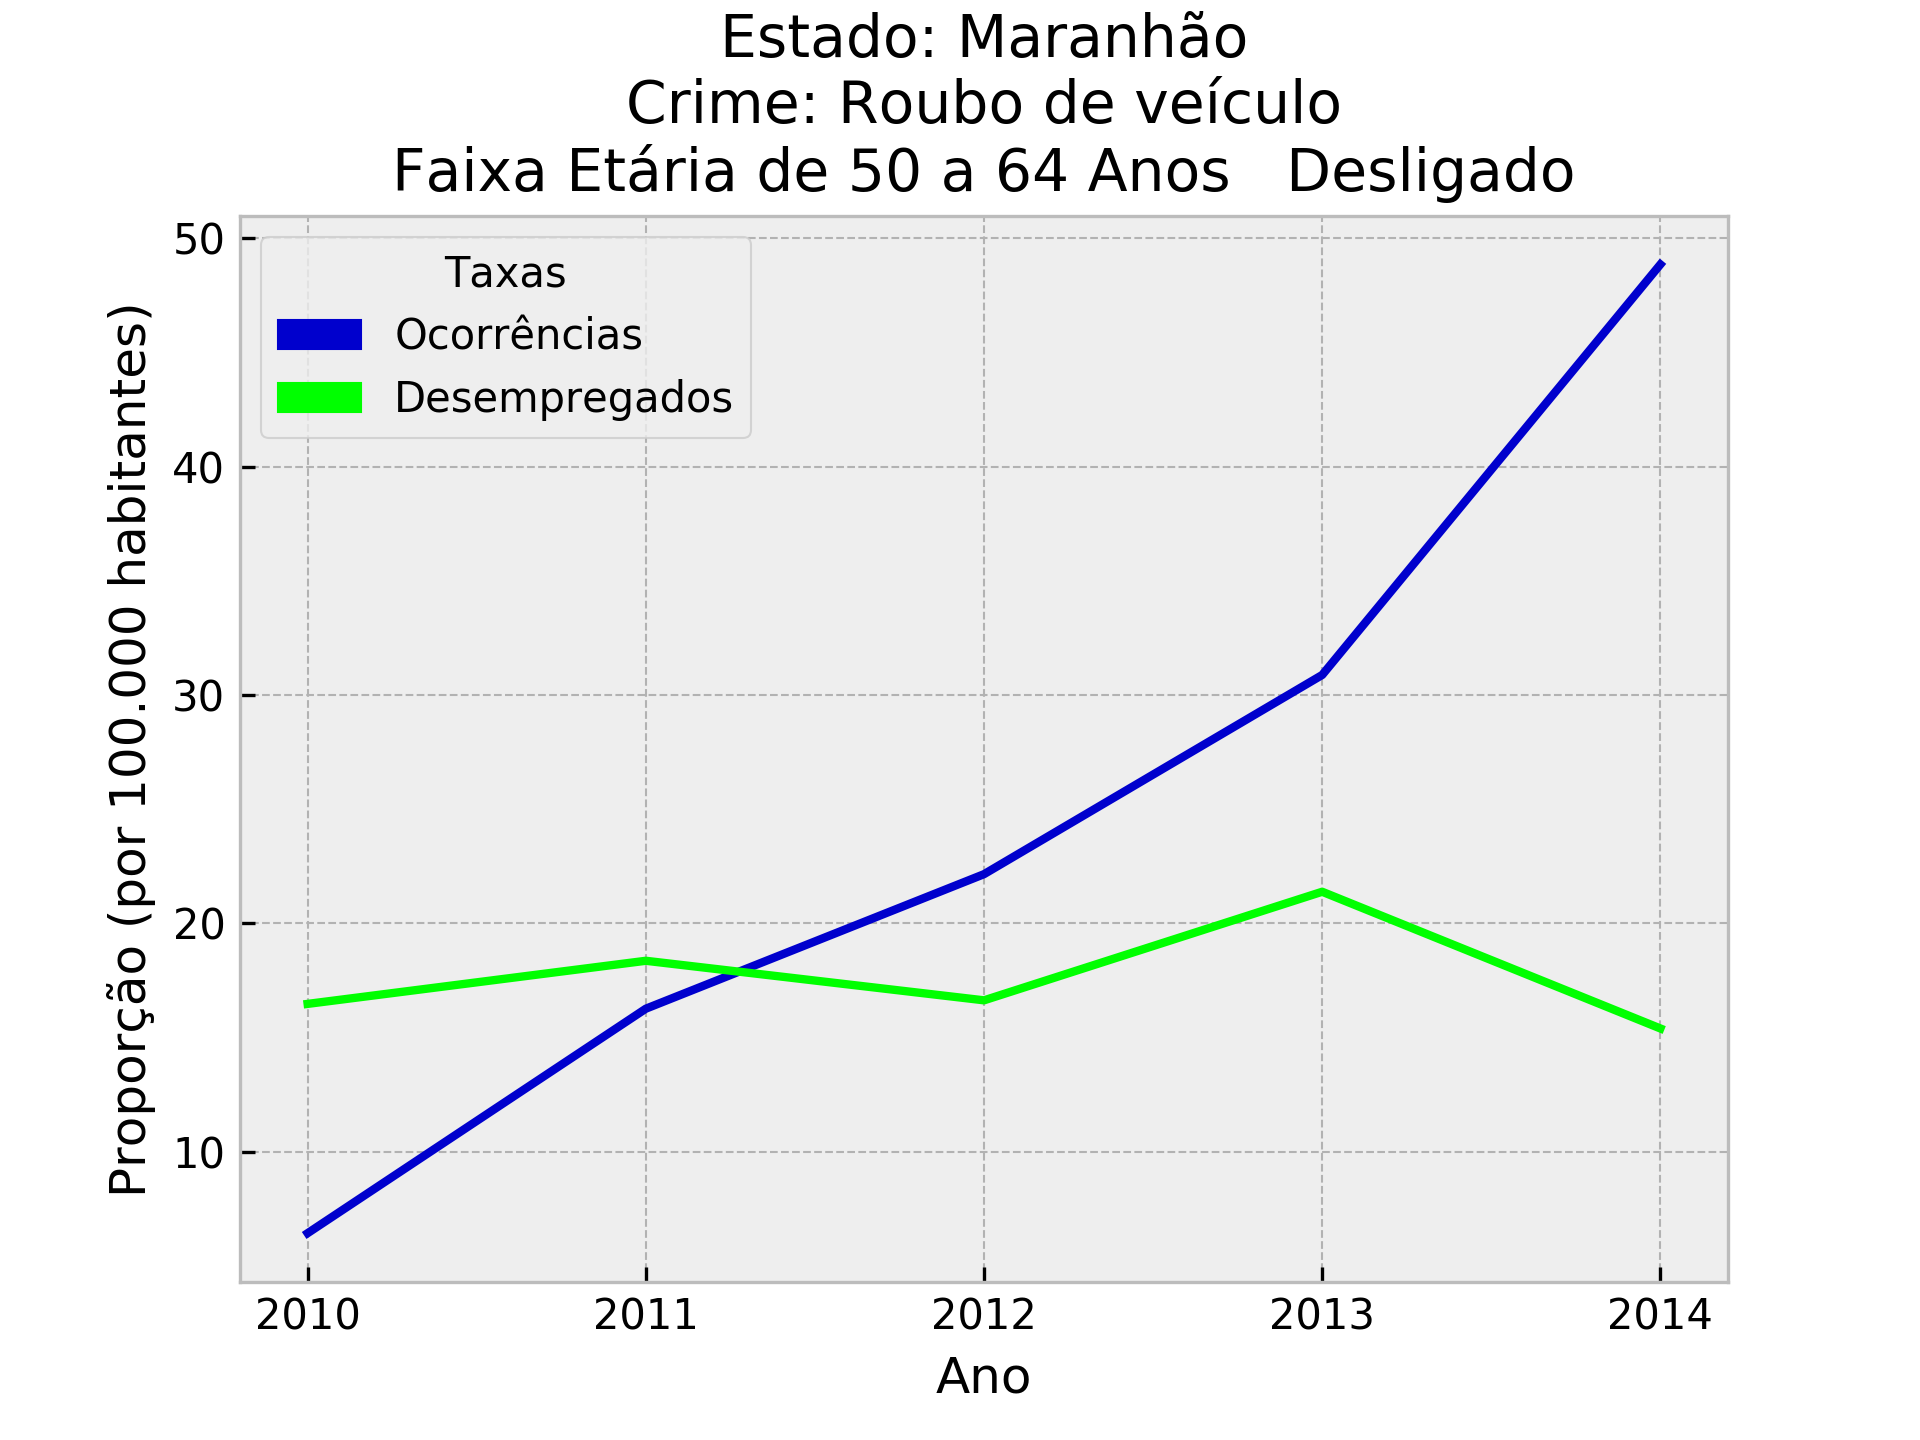 Estado: Maranhão
Crime: Roubo de veículo
Faixa Etária de 50 a 64 Anos   Desligado
Taxas
Ocorrências
Desempregados
Proporção (por 100.000 habitantes)
50
40
30
20
10
2010 2011 2012 2013 2014
Ano